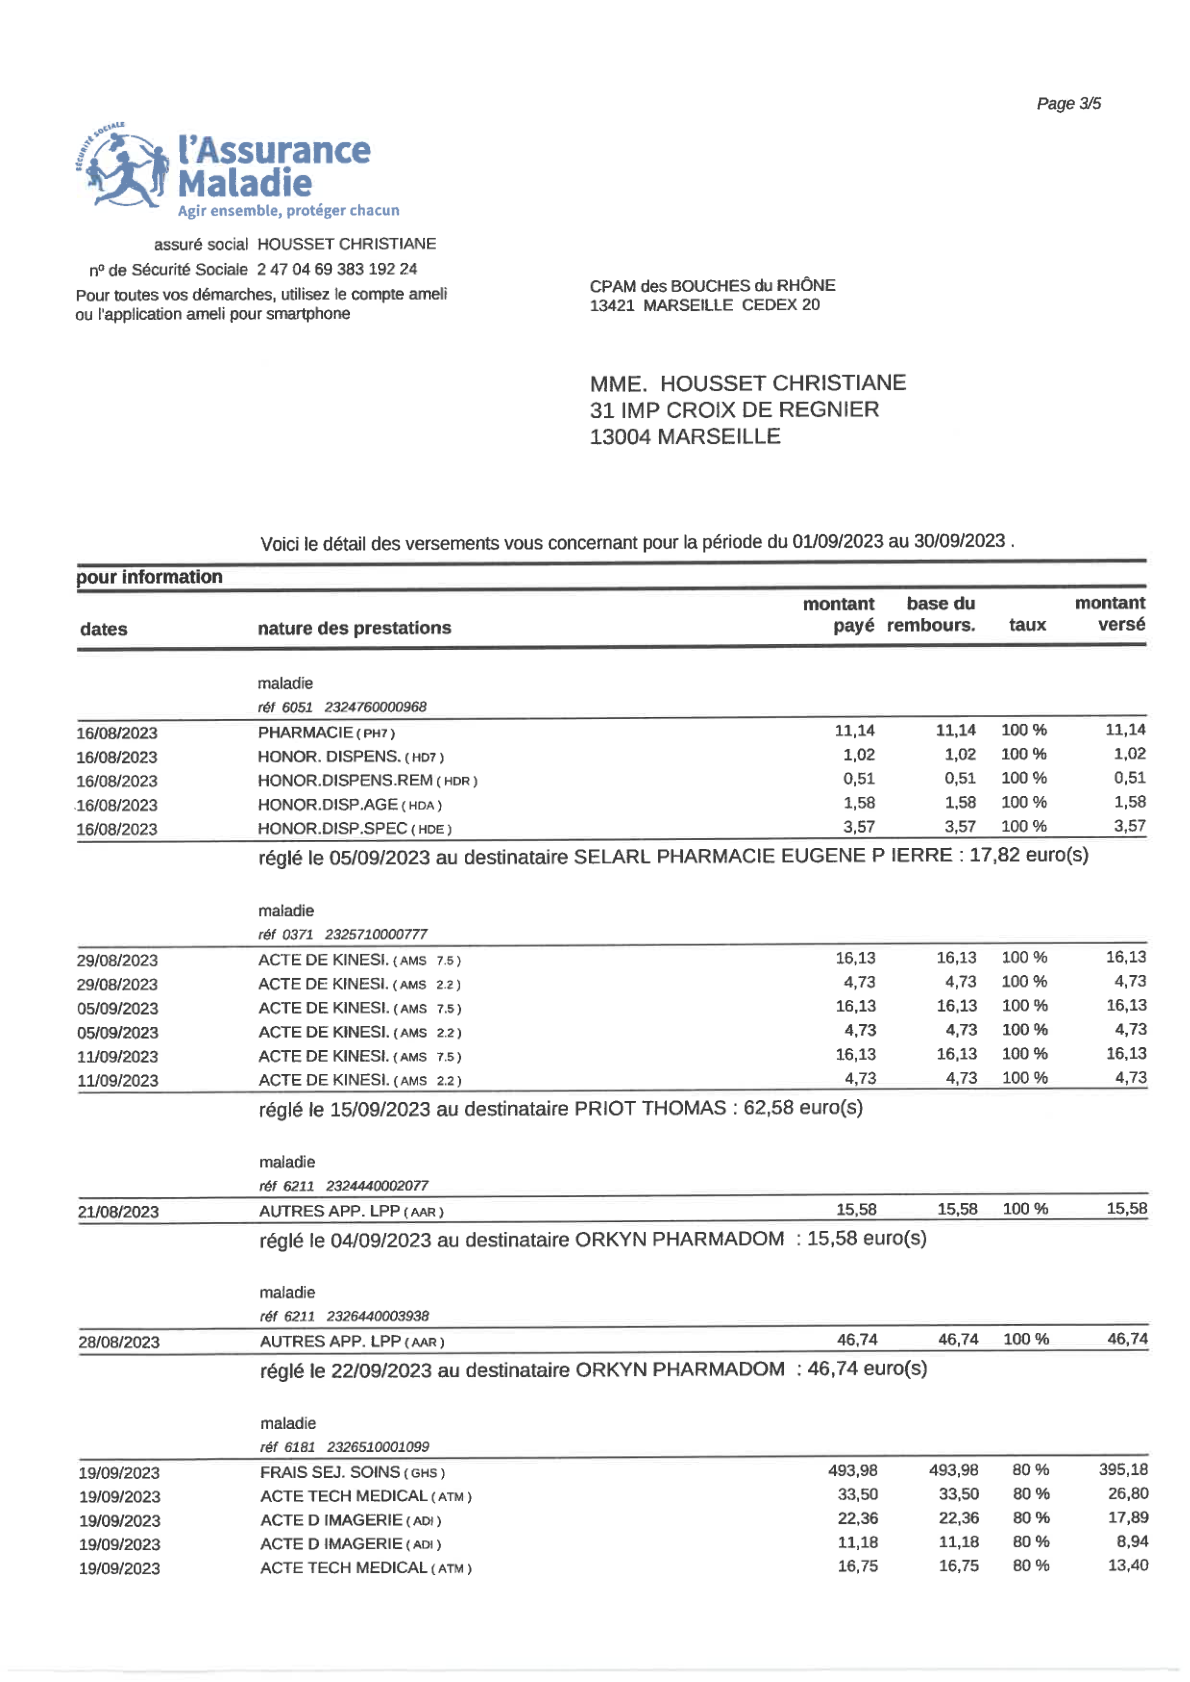 Page 3/5
SÉCURITÉ SOCIALE
l'Assurance
Maladie
Agir ensemble, protéger chacun
assuré social HOUSSET CHRISTIANE
nº de Sécurité Sociale 2 47 04 69 383 192 24
Pour toutes vos démarches, utilisez le compte ameli
ou l'application ameli pour smartphone
CPAM des BOUCHES du RHÔNE
13421 MARSEILLE CEDEX 20
MME. HOUSSET CHRISTIANE
31 IMP CROIX DE REGNIER
13004 MARSEILLE
Voici le détail des versements vous concernant pour la période du 01/09/2023 au 30/09/2023 .
pour information
dates nature des prestations montant payé base du rembours. taux montant versé
maladie
réf 6051 2324760000968
16/08/2023 PHARMACIE ( PH7 ) 11,14 11,14 100 % 11,14
16/08/2023 HONOR. DISPENS. ( HD7 ) 1,02 1,02 100 % 1,02
16/08/2023 HONOR.DISPENS.REM ( HDR ) 0,51 0,51 100 % 0,51
16/08/2023 HONOR.DISP.AGE ( HDA ) 1,58 1,58 100 % 1,58
16/08/2023 HONOR.DISP.SPEC ( HDE ) 3,57 3,57 100 % 3,57
réglé le 05/09/2023 au destinataire SELARL PHARMACIE EUGENE P IERRE : 17,82 euro(s)
maladie
réf 0371 2325710000777
29/08/2023 ACTE DE KINESI. ( AMS 7.5 ) 16,13 16,13 100 % 16,13
29/08/2023 ACTE DE KINESI. ( AMS 2.2 ) 4,73 4,73 100 % 4,73
05/09/2023 ACTE DE KINESI. ( AMS 7.5 ) 16,13 16,13 100 % 16,13
05/09/2023 ACTE DE KINESI. ( AMS 2.2 ) 4,73 4,73 100 % 4,73
11/09/2023 ACTE DE KINESI. ( AMS 7.5 ) 16,13 16,13 100 % 16,13
11/09/2023 ACTE DE KINESI. ( AMS 2.2 ) 4,73 4,73 100 % 4,73
réglé le 15/09/2023 au destinataire PRIOT THOMAS : 62,58 euro(s)
maladie
réf 6211 2324440002077
21/08/2023 AUTRES APP. LPP ( AAR ) 15,58 15,58 100 % 15,58
réglé le 04/09/2023 au destinataire ORKYN PHARMADOM : 15,58 euro(s)
maladie
réf 6211 2326440003938
28/08/2023 AUTRES APP. LPP ( AAR ) 46,74 46,74 100 % 46,74
réglé le 22/09/2023 au destinataire ORKYN PHARMADOM : 46,74 euro(s)
maladie
réf 6181 2326510001099
19/09/2023 FRAIS SEJ. SOINS ( GHS ) 493,98 493,98 80 % 395,18
19/09/2023 ACTE TECH MEDICAL ( ATM ) 33,50 33,50 80 % 26,80
19/09/2023 ACTE D IMAGERIE ( ADI ) 22,36 22,36 80 % 17,89
19/09/2023 ACTE D IMAGERIE ( ADI ) 11,18 11,18 80 % 8,94
19/09/2023 ACTE TECH MEDICAL ( ATM ) 16,75 16,75 80 % 13,40